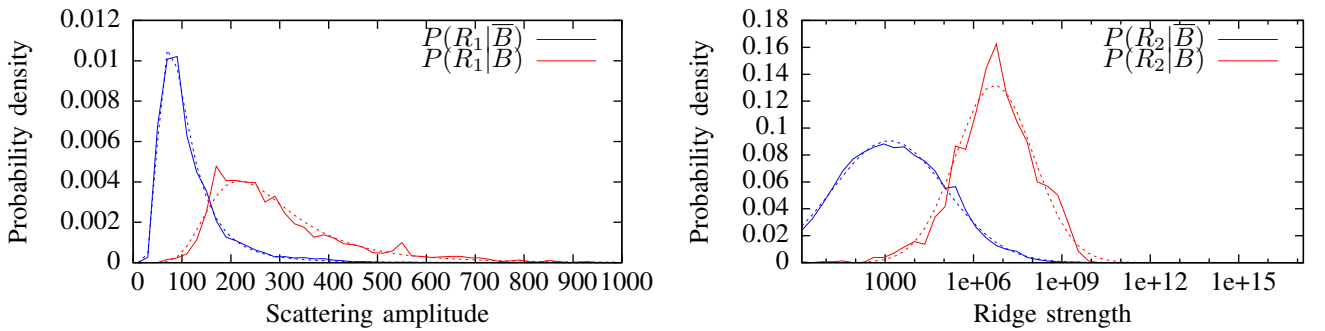 Probability density
0.012
0.01
0.008
0.006
0.004
0.002
0
0 100 200 300 400 500 600 700 800 900 1000
Scattering amplitude
P(R₁|B̅)
P(R₁|B)
Probability density
0.18
0.16
0.14
0.12
0.1
0.08
0.06
0.04
0.02
0
1000 1e+06 1e+09 1e+12 1e+15
Ridge strength
P(R₂|B̅)
P(R₂|B)